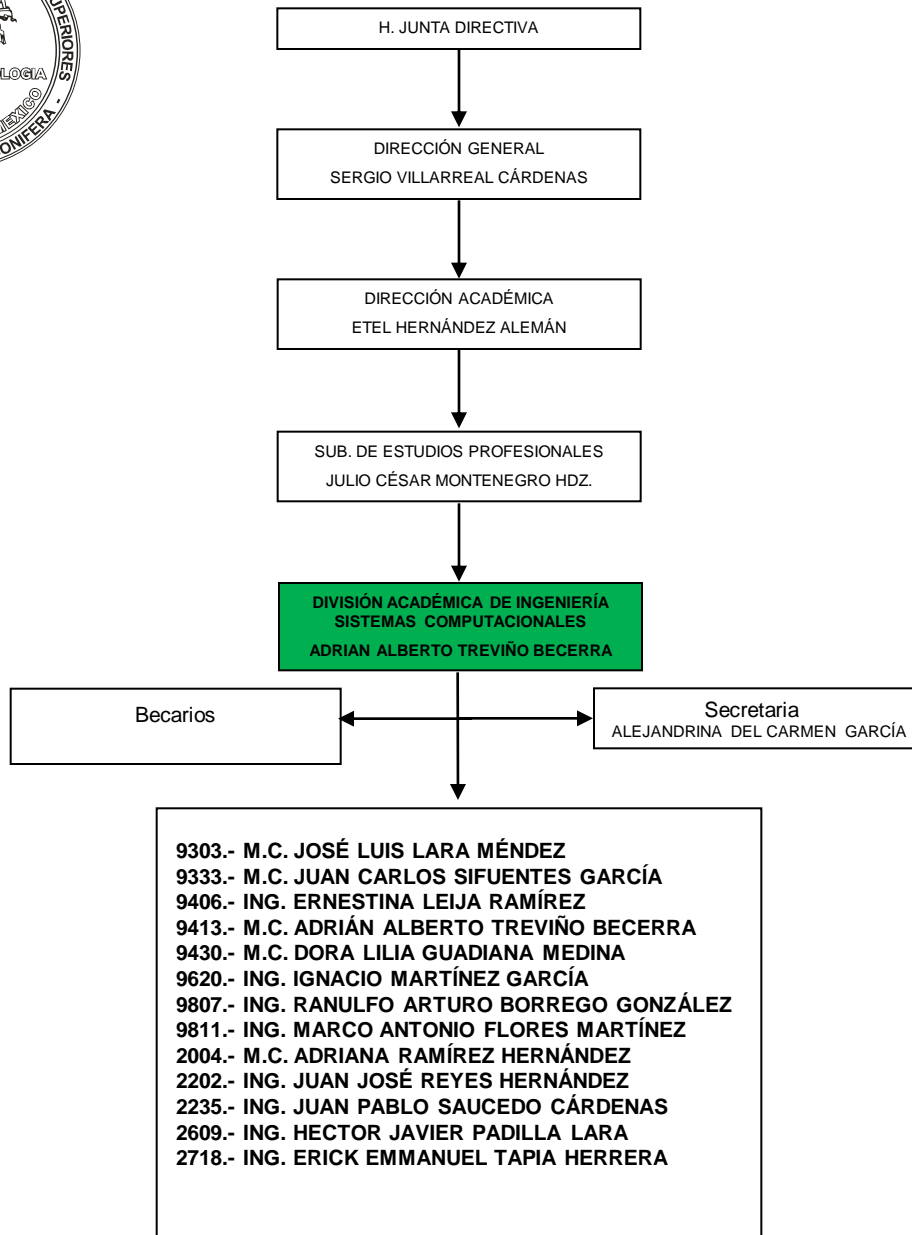 SUPERIORES
MEXICO
H. JUNTA DIRECTIVA
DIRECCIÓN GENERAL
SERGIO VILLARREAL CÁRDENAS
DIRECCIÓN ACADÉMICA
ETEL HERNÁNDEZ ALEMÁN
SUB. DE ESTUDIOS PROFESIONALES
JULIO CÉSAR MONTENEGRO HDZ.
DIVISIÓN ACADÉMICA DE INGENIERÍA
SISTEMAS COMPUTACIONALES
ADRIAN ALBERTO TREVIÑO BECERRA
Becarios
Secretaria
ALEJANDRINA DEL CARMEN GARCÍA
9303.- M.C. JOSÉ LUIS LARA MÉNDEZ
9333.- M.C. JUAN CARLOS SIFUENTES GARCÍA
9406.- ING. ERNESTINA LEIJA RAMÍREZ
9413.- M.C. ADRIÁN ALBERTO TREVIÑO BECERRA
9430.- M.C. DORA LILIA GUADIANA MEDINA
9620.- ING. IGNACIO MARTÍNEZ GARCÍA
9807.- ING. RANULFO ARTURO BORREGO GONZÁLEZ
9811.- ING. MARCO ANTONIO FLORES MARTÍNEZ
2004.- M.C. ADRIANA RAMÍREZ HERNÁNDEZ
2202.- ING. JUAN JOSÉ REYES HERNÁNDEZ
2235.- ING. JUAN PABLO SAUCEDO CÁRDENAS
2609.- ING. HECTOR JAVIER PADILLA LARA
2718.- ING. ERICK EMMANUEL TAPIA HERRERA